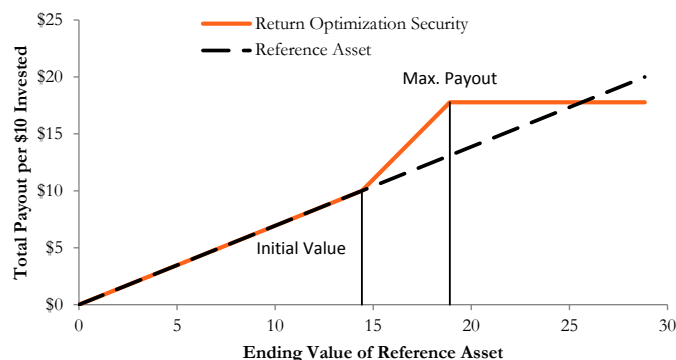 $25
Return Optimization Security
Reference Asset
$20
Max. Payout
$15
$10
Initial Value
$5
$0
0 5 10 15 20 25 30
Total Payout per $10 Invested
Ending Value of Reference Asset